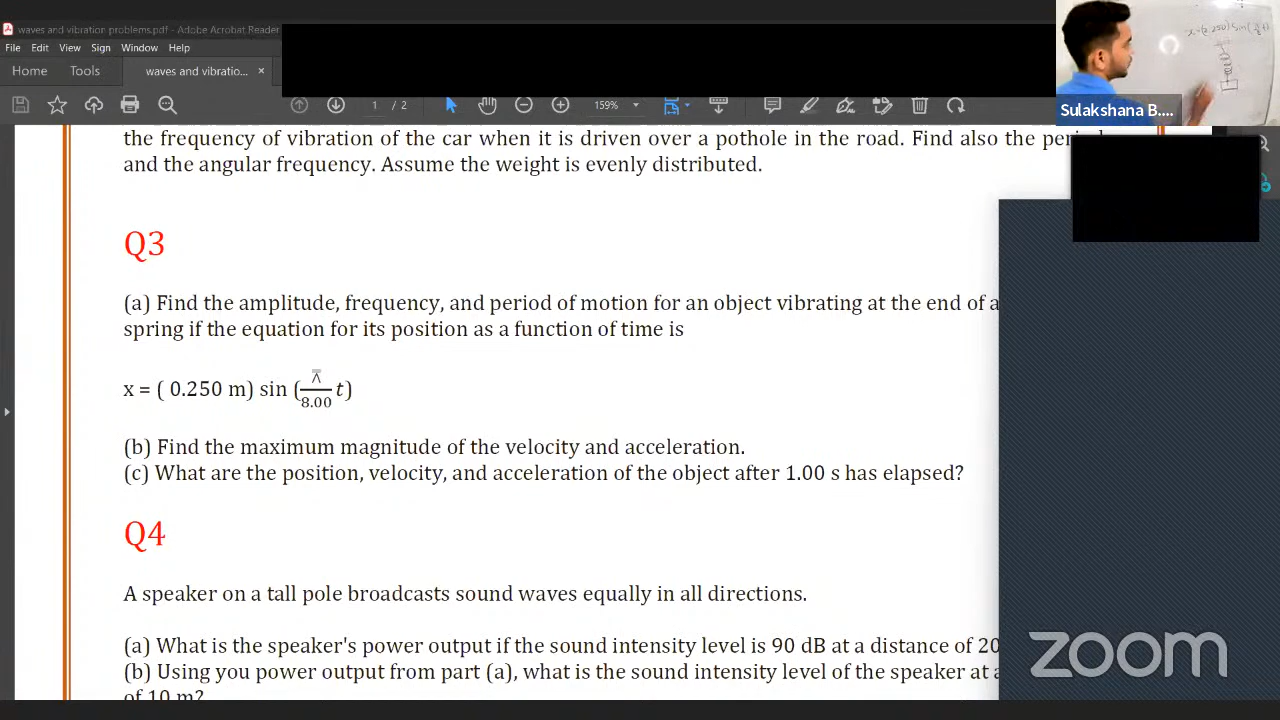 waves and vibration problems.pdf - Adobe Acrobat Reader
File Edit View Sign Window Help
Home Tools waves and vibratio... ×
1 / 2 159%
Sulakshana B....
the frequency of vibration of the car when it is driven over a pothole in the road. Find also the
and the angular frequency. Assume the weight is evenly distributed.
Q3
(a) Find the amplitude, frequency, and period of motion for an object vibrating at the end of a
spring if the equation for its position as a function of time is
x = ( 0.250 m) sin (π/8.00 t)
(b) Find the maximum magnitude of the velocity and acceleration.
(c) What are the position, velocity, and acceleration of the object after 1.00 s has elapsed?
Q4
A speaker on a tall pole broadcasts sound waves equally in all directions.
(a) What is the speaker's power output if the sound intensity level is 90 dB at a distance of 20
(b) Using you power output from part (a), what is the sound intensity level of the speaker at
of 10 m?
zoom